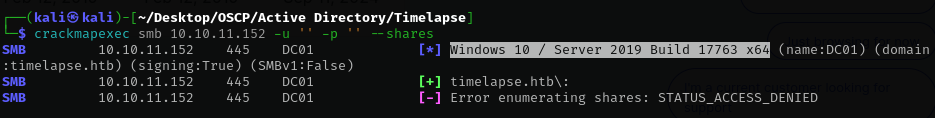 ┌──(kali㉿kali)-[~/Desktop/OSCP/Active Directory/Timelapse]
└─$ crackmapexec smb 10.10.11.152 -u '' -p '' --shares
SMB         10.10.11.152    445    DC01             [*] Windows 10 / Server 2019 Build 17763 x64 (name:DC01) (domain
:timelapse.htb) (signing:True) (SMBv1:False)
SMB         10.10.11.152    445    DC01             [+] timelapse.htb\:
SMB         10.10.11.152    445    DC01             [-] Error enumerating shares: STATUS_ACCESS_DENIED